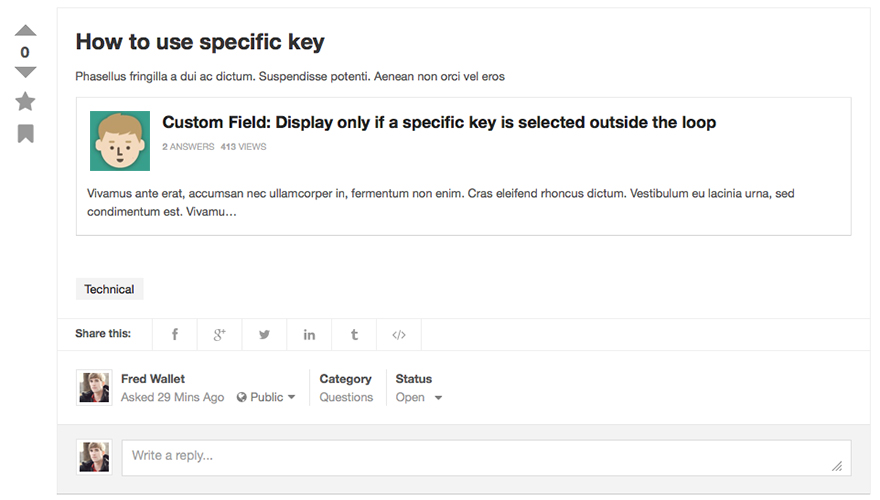 How to use specific key
0
Phasellus fringilla a dui ac dictum. Suspendisse potenti. Aenean non orci vel eros
Custom Field: Display only if a specific key is selected outside the loop
2 ANSWERS 413 VIEWS
Vivamus ante erat, accumsan nec ullamcorper in, fermentum non enim. Cras eleifend rhoncus dictum. Vestibulum eu lacinia urna, sed
condimentum est. Vivamu…
Technical
Share this:
Fred Wallet
Asked 29 Mins Ago Public
Category
Questions
Status
Open
Write a reply...